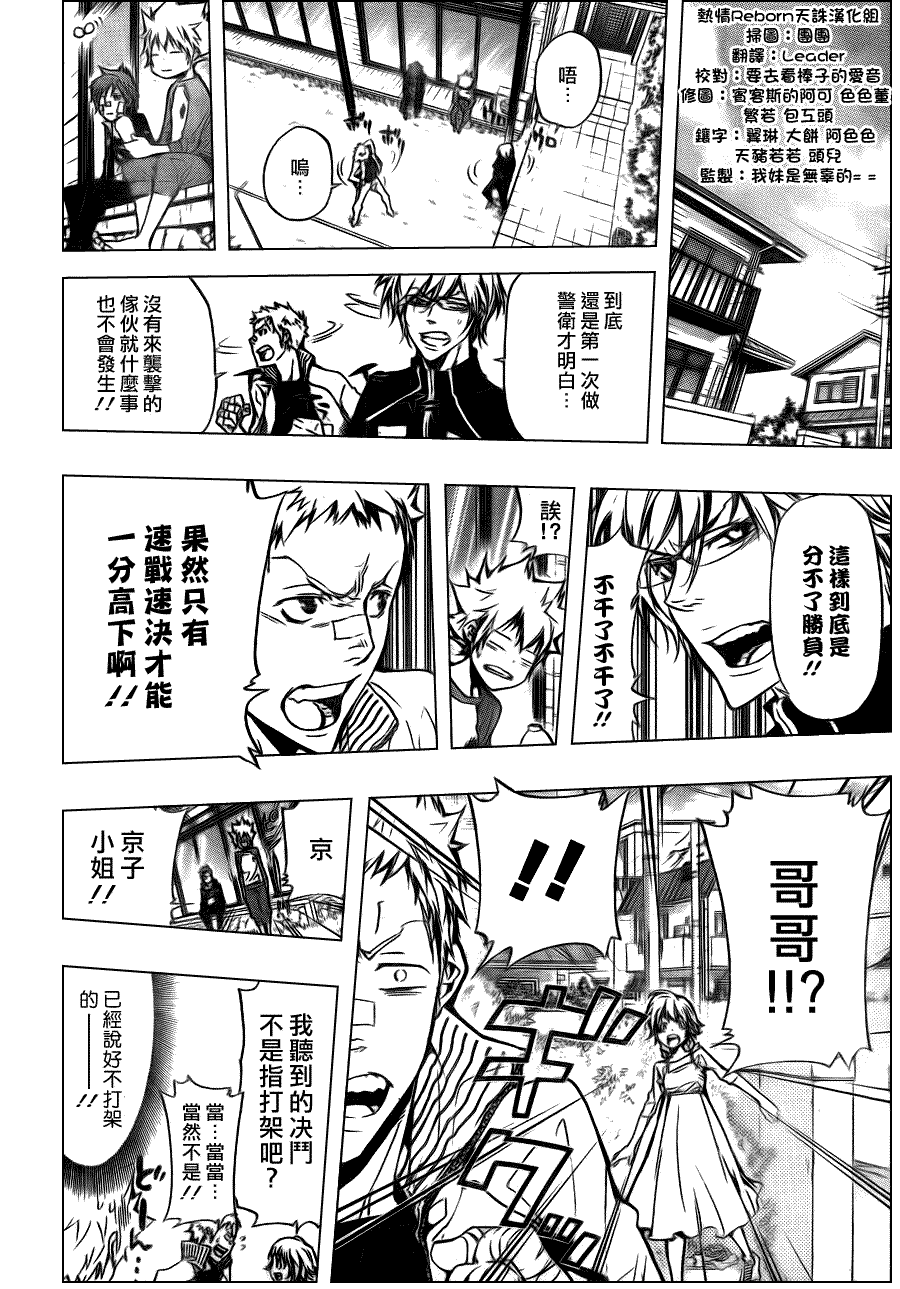 熱情Reborn天誅漢化組
掃圖：團團
翻譯：Leader
校對：要去看棒子的愛音
修圖：賓客斯的阿可 色色董
繁若 包五頭
鑲字：翼琳 大餅 阿色色
天豬若若 頭兒
監製：我妹是無辜的= =
唔
…
嗚
…
到底
還是第一次做
警衛才明白…
沒有來襲擊的
傢伙就什麼事
也不會發生!!
這樣到底是
分不了勝負!!
不干了不干了!!
誒!?
果然只有
速戰速決才能
一分高下啊!!
哥哥!!?
!!
京
京子
小姐!!
我聽到的決鬥
不是指打架吧？
當…當當…
當然不是!!
已經說好不打架
的——!!